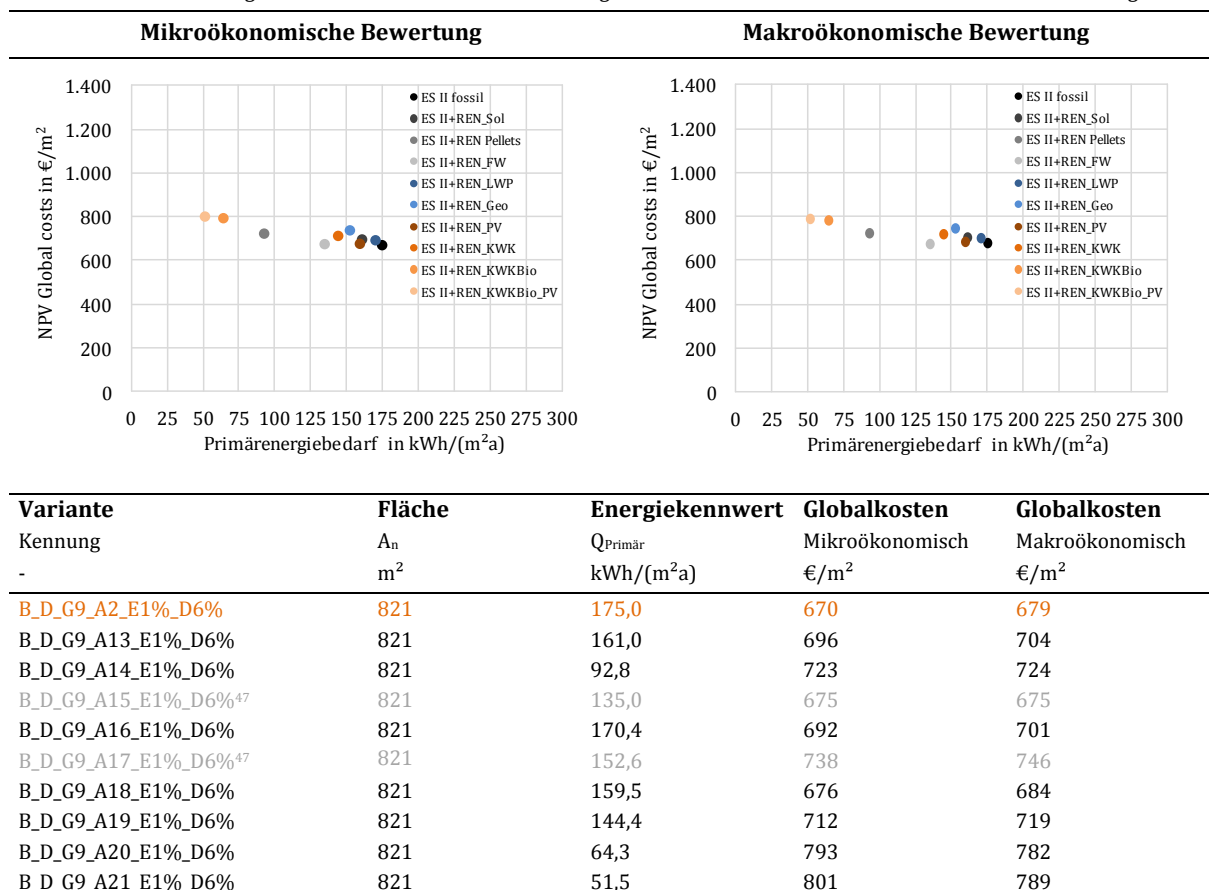 Mikroökonomische Bewertung Makroökonomische Bewertung
NPV Global costs in €/m²
1.400
1.200
1.000
800
600
400
200
0
0 25 50 75 100 125 150 175 200 225 250 275 300
Primärenergiebedarf in kWh/(m²a)
ES II fossil
ES II+REN_Sol
ES II+REN Pellets
ES II+REN_FW
ES II+REN_LWP
ES II+REN_Geo
ES II+REN_PV
ES II+REN_KWK
ES II+REN_KWKBio
ES II+REN_KWKBio_PV
NPV Global costs in €/m²
1.400
1.200
1.000
800
600
400
200
0
0 25 50 75 100 125 150 175 200 225 250 275 300
Primärenergiebedarf in kWh/(m²a)
ES II fossil
ES II+REN_Sol
ES II+REN Pellets
ES II+REN_FW
ES II+REN_LWP
ES II+REN_Geo
ES II+REN_PV
ES II+REN_KWK
ES II+REN_KWKBio
ES II+REN_KWKBio_PV
Variante Fläche Energiekennwert Globalkosten Globalkosten
Kennung Aₙ Q_Primär Mikroökonomisch Makroökonomisch
- m² kWh/(m²a) €/m² €/m²
B_D_G9_A2_E1%_D6% 821 175,0 670 679
B_D_G9_A13_E1%_D6% 821 161,0 696 704
B_D_G9_A14_E1%_D6% 821 92,8 723 724
B_D_G9_A15_E1%_D6%⁴⁷ 821 135,0 675 675
B_D_G9_A16_E1%_D6% 821 170,4 692 701
B_D_G9_A17_E1%_D6%⁴⁷ 821 152,6 738 746
B_D_G9_A18_E1%_D6% 821 159,5 676 684
B_D_G9_A19_E1%_D6% 821 144,4 712 719
B_D_G9_A20_E1%_D6% 821 64,3 793 782
B_D_G9_A21_E1%_D6% 821 51,5 801 789